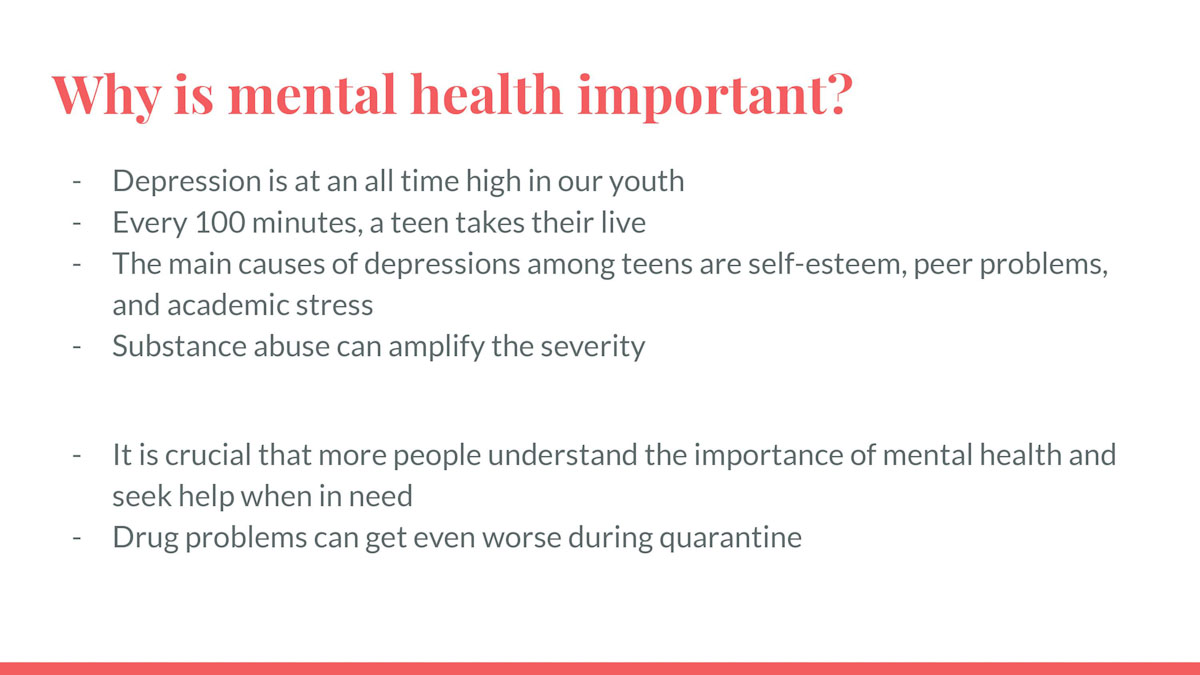 Why is mental health important?
- Depression is at an all time high in our youth
- Every 100 minutes, a teen takes their live
- The main causes of depressions among teens are self-esteem, peer problems,
and academic stress
- Substance abuse can amplify the severity
- It is crucial that more people understand the importance of mental health and
seek help when in need
- Drug problems can get even worse during quarantine